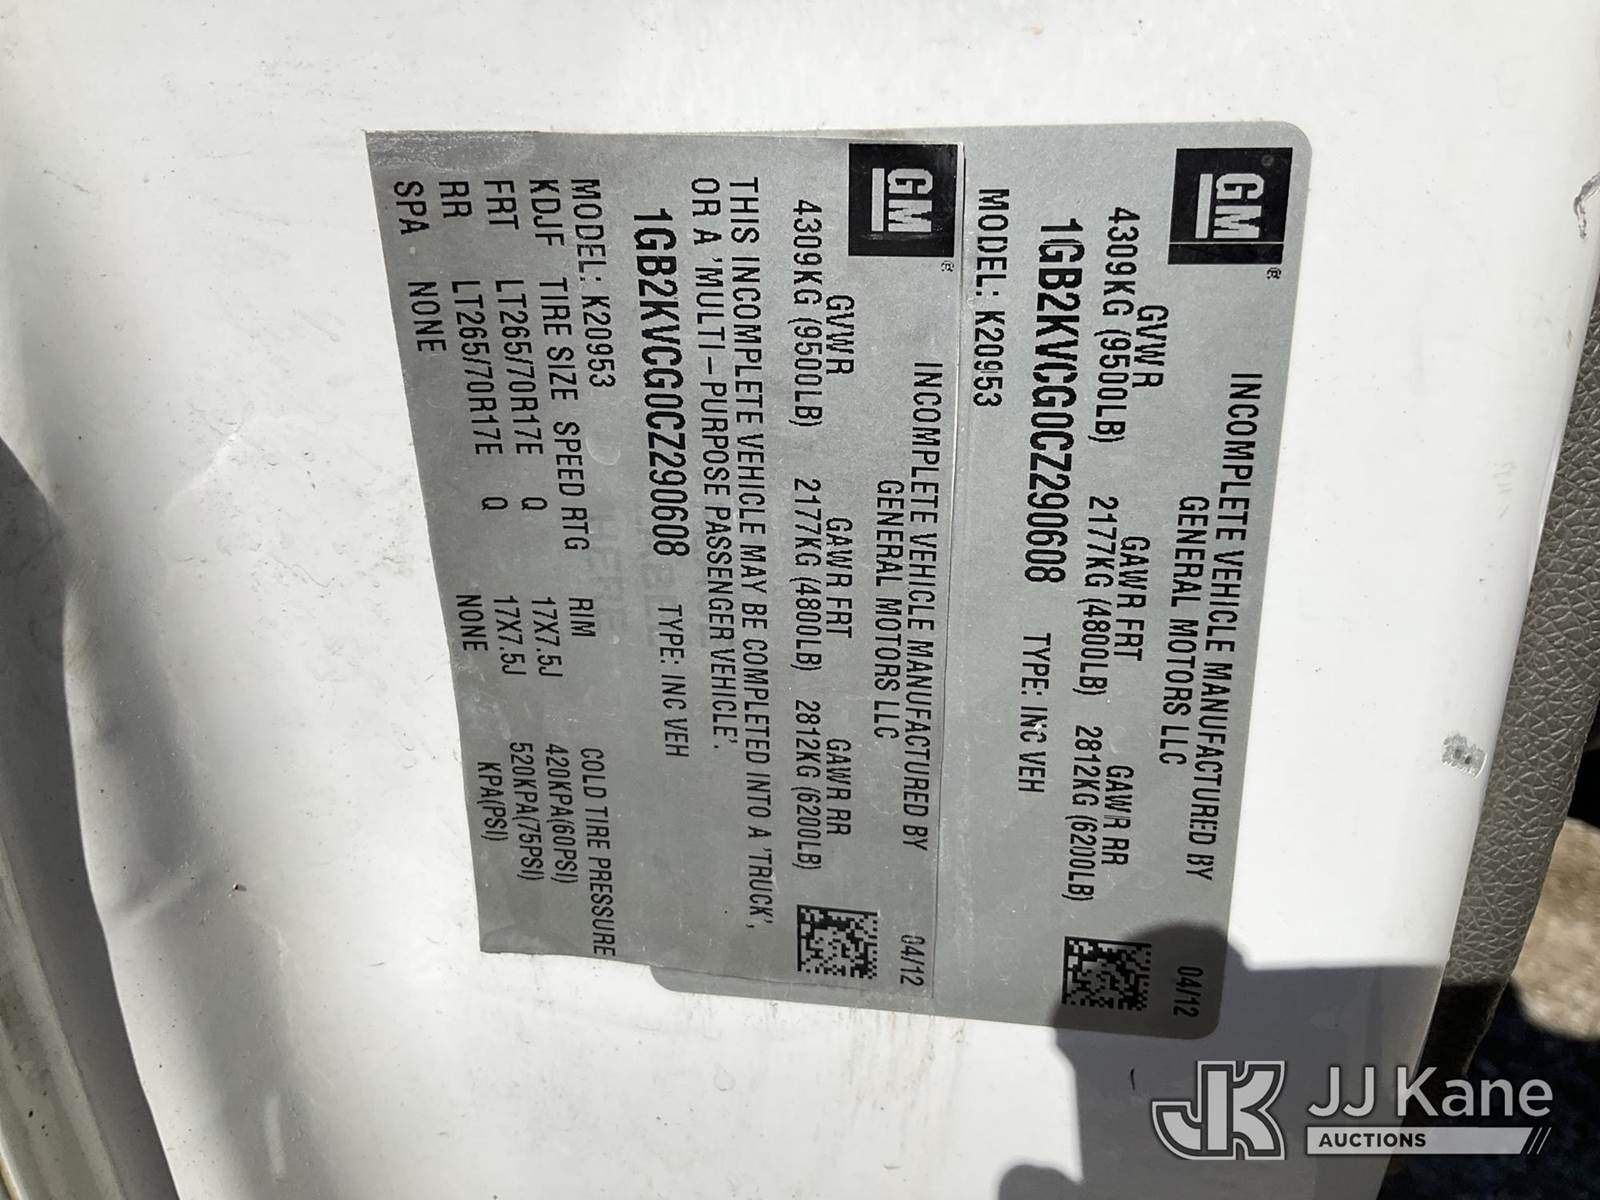 GM®
INCOMPLETE VEHICLE MANUFACTURED BY
GENERAL MOTORS LLC
04/12
GVWR GAWR FRT GAWR RR
4309KG (9500LB) 2177KG (4800LB) 2812KG (6200LB)
1GB2KVCG0CZ290608 TYPE: INC VEH
MODEL: K20953
GM®
INCOMPLETE VEHICLE MANUFACTURED BY
GENERAL MOTORS LLC
04/12
GVWR GAWR FRT GAWR RR
4309KG (9500LB) 2177KG (4800LB) 2812KG (6200LB)
THIS INCOMPLETE VEHICLE MAY BE COMPLETED INTO A 'TRUCK',
OR A 'MULTI-PURPOSE PASSENGER VEHICLE'.
1GB2KVCG0CZ290608 TYPE: INC VEH
MODEL: K20953
KDJF TIRE SIZE SPEED RTG RIM COLD TIRE PRESSURE
FRT LT265/70R17E Q 17X7.5J 420KPA(60PSI)
RR LT265/70R17E Q 17X7.5J 520KPA(75PSI)
SPA NONE NONE KPA(PSI)
HERE
JK JJ Kane
AUCTIONS